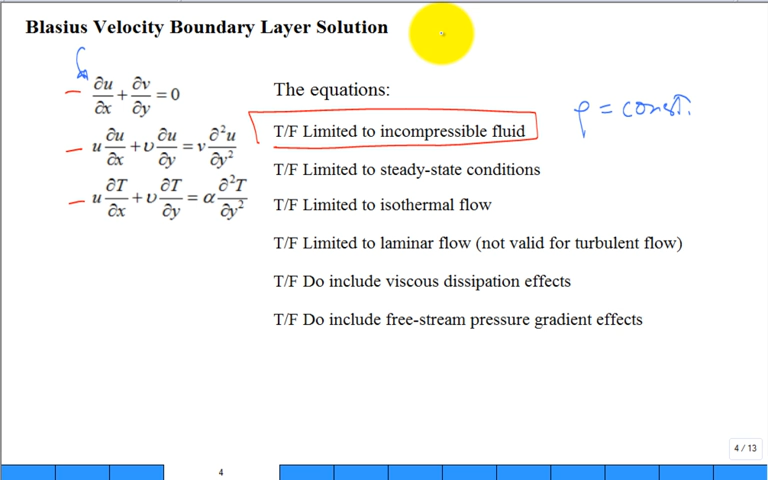 Blasius Velocity Boundary Layer Solution
∂u/∂x + ∂v/∂y = 0
The equations:
ρ = const.
T/F Limited to incompressible fluid
u ∂u/∂x + υ ∂u/∂y = ν ∂²u/∂y²
T/F Limited to steady-state conditions
u ∂T/∂x + υ ∂T/∂y = α ∂²T/∂y²
T/F Limited to isothermal flow
T/F Limited to laminar flow (not valid for turbulent flow)
T/F Do include viscous dissipation effects
T/F Do include free-stream pressure gradient effects
4 / 13
4